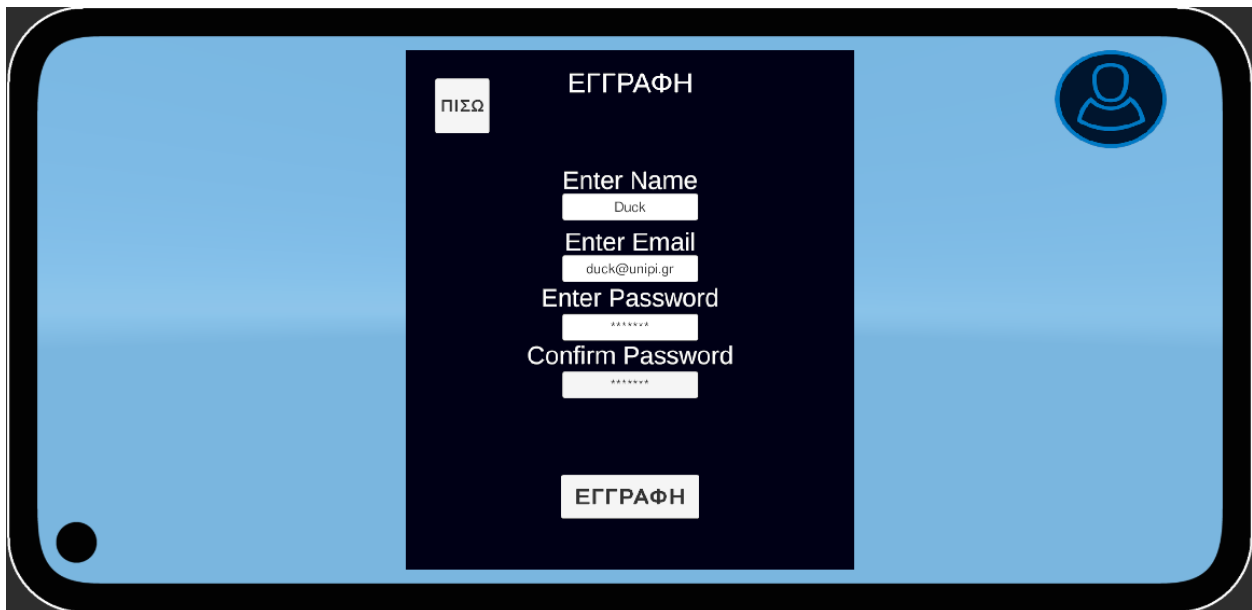 ΕΓΓΡΑΦΗ
ΠΙΣΩ
Enter Name
Duck
Enter Email
duck@unipi.gr
Enter Password
*******
Confirm Password
*******
ΕΓΓΡΑΦΗ